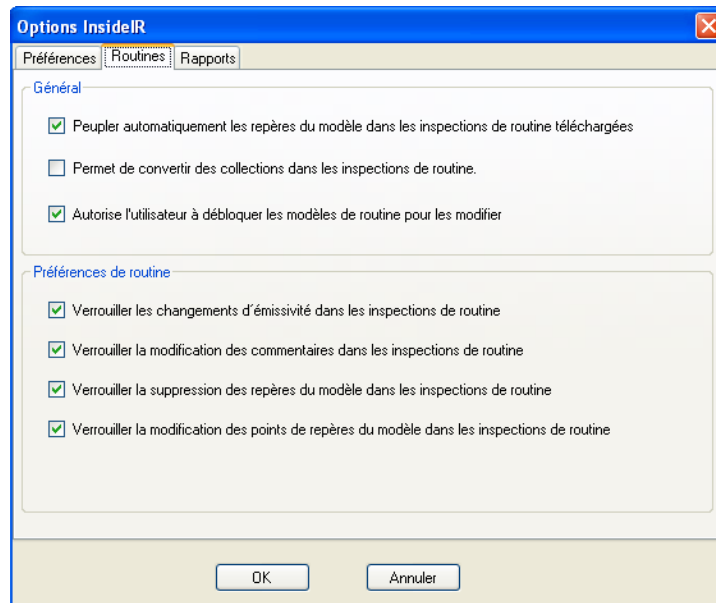 Options InsideIR
Préférences Routines Rapports
Général
Peupler automatiquement les repères du modèle dans les inspections de routine téléchargées
Permet de convertir des collections dans les inspections de routine.
Autorise l'utilisateur à débloquer les modèles de routine pour les modifier
Préférences de routine
Verrouiller les changements d´émissivité dans les inspections de routine
Verrouiller la modification des commentaires dans les inspections de routine
Verrouiller la suppression des repères du modèle dans les inspections de routine
Verrouiller la modification des points de repères du modèle dans les inspections de routine
OK Annuler